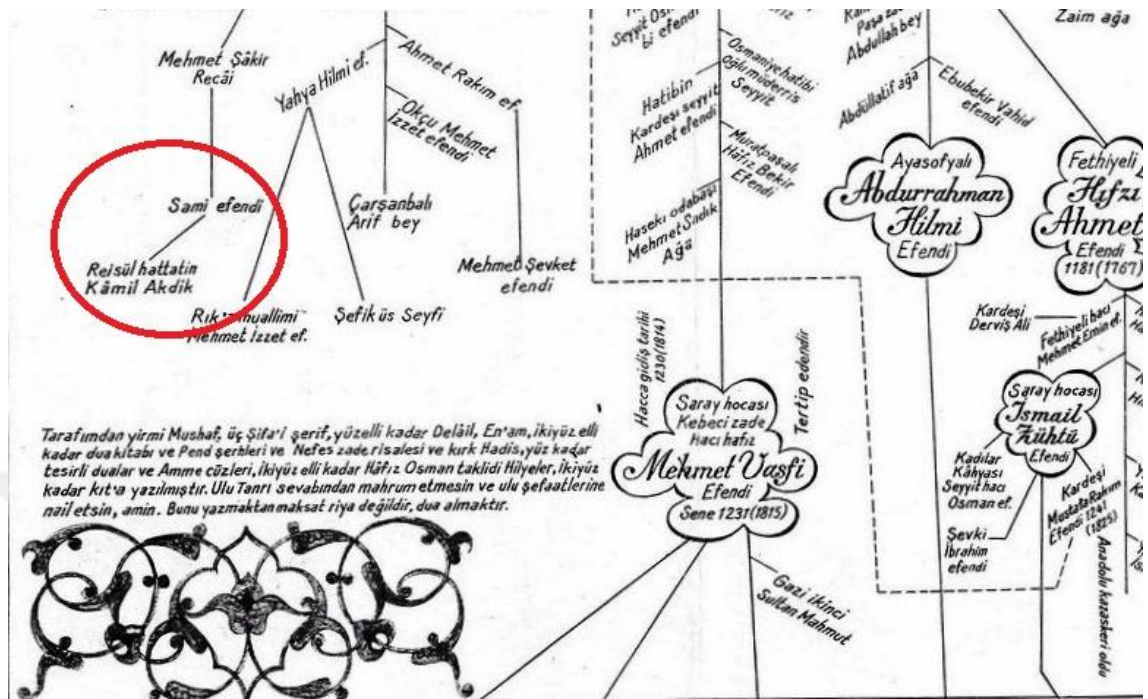 Seyyit Osm
bi efendi
Paşa za
Abdullah bey
Zaim ağa
Mehmet Şâkir
Recâi
Yahya Hilmi ef.
Ahmet Rakım ef.
Okçu Mehmet
İzzet efendi
Hatibin
Kardeşi seyyit
Ahmet efendi
Osmaniye hatibi
Oğlu müderris
Seyyit
Muratpaşalı
Hâfız Bekir
Efendi
Haseki odabaşı
Mehmet Sıdık
Ağa
Abdüllatif ağa
Ebubekir Vahid
efendi
Ayasofyalı
Abdurrahman
Hilmi
Efendi
Fethiyeli
Hıfzı
Ahmet
Efendi
1181(1767)
Sami efendi
Çarşanbalı
Arif bey
Reisül hattatin
Kâmil Akdik
Mehmet Şevket
efendi
muallimi
Mehmet İzzet ef.
Şefik üs Seyfi
Kardeşi
Derviş Ali
Fethiyeli hacı
Mehmet Emin ef.
Hacca gidiş tarihi
1230(1814)
Tertip edendir
Saray hocası
Kebeci zade
Hacı hafız
Mehmet Vasfi
Efendi
Sene 1231(1815)
Saray hocası
İsmail
Zühtü
Efendi
Kadılar
Kâhyası
Seyyit hacı
Osman ef.
Kardeşi
Mustafa Rakım
Efendi 1241
(1825)
Anadolu kazaskeri oldu
Şevki
İbrahim
efendi
Gazi ikinci
Sultan Mahmut
Tarafımdan yirmi Mushaf, üç Şifa'i şerif, yüzelli kadar Delâil, En'am, ikiyüz elli
kadar dua kitabı ve Pend şerhleri ve Nefes zade risalesi ve kırk Hadis, yüz kadar
tesirli dualar ve Amme cüzleri, ikiyüz elli kadar Hâfız Osman taklidi Hilyeler, ikiyüz
kadar kıt'a yazılmıştır. Ulu Tanrı sevabından mahrum etmesin ve ulu şefaatlerine
nail etsin, amin. Bunu yazmaktan maksat riya değildir, dua almaktır.